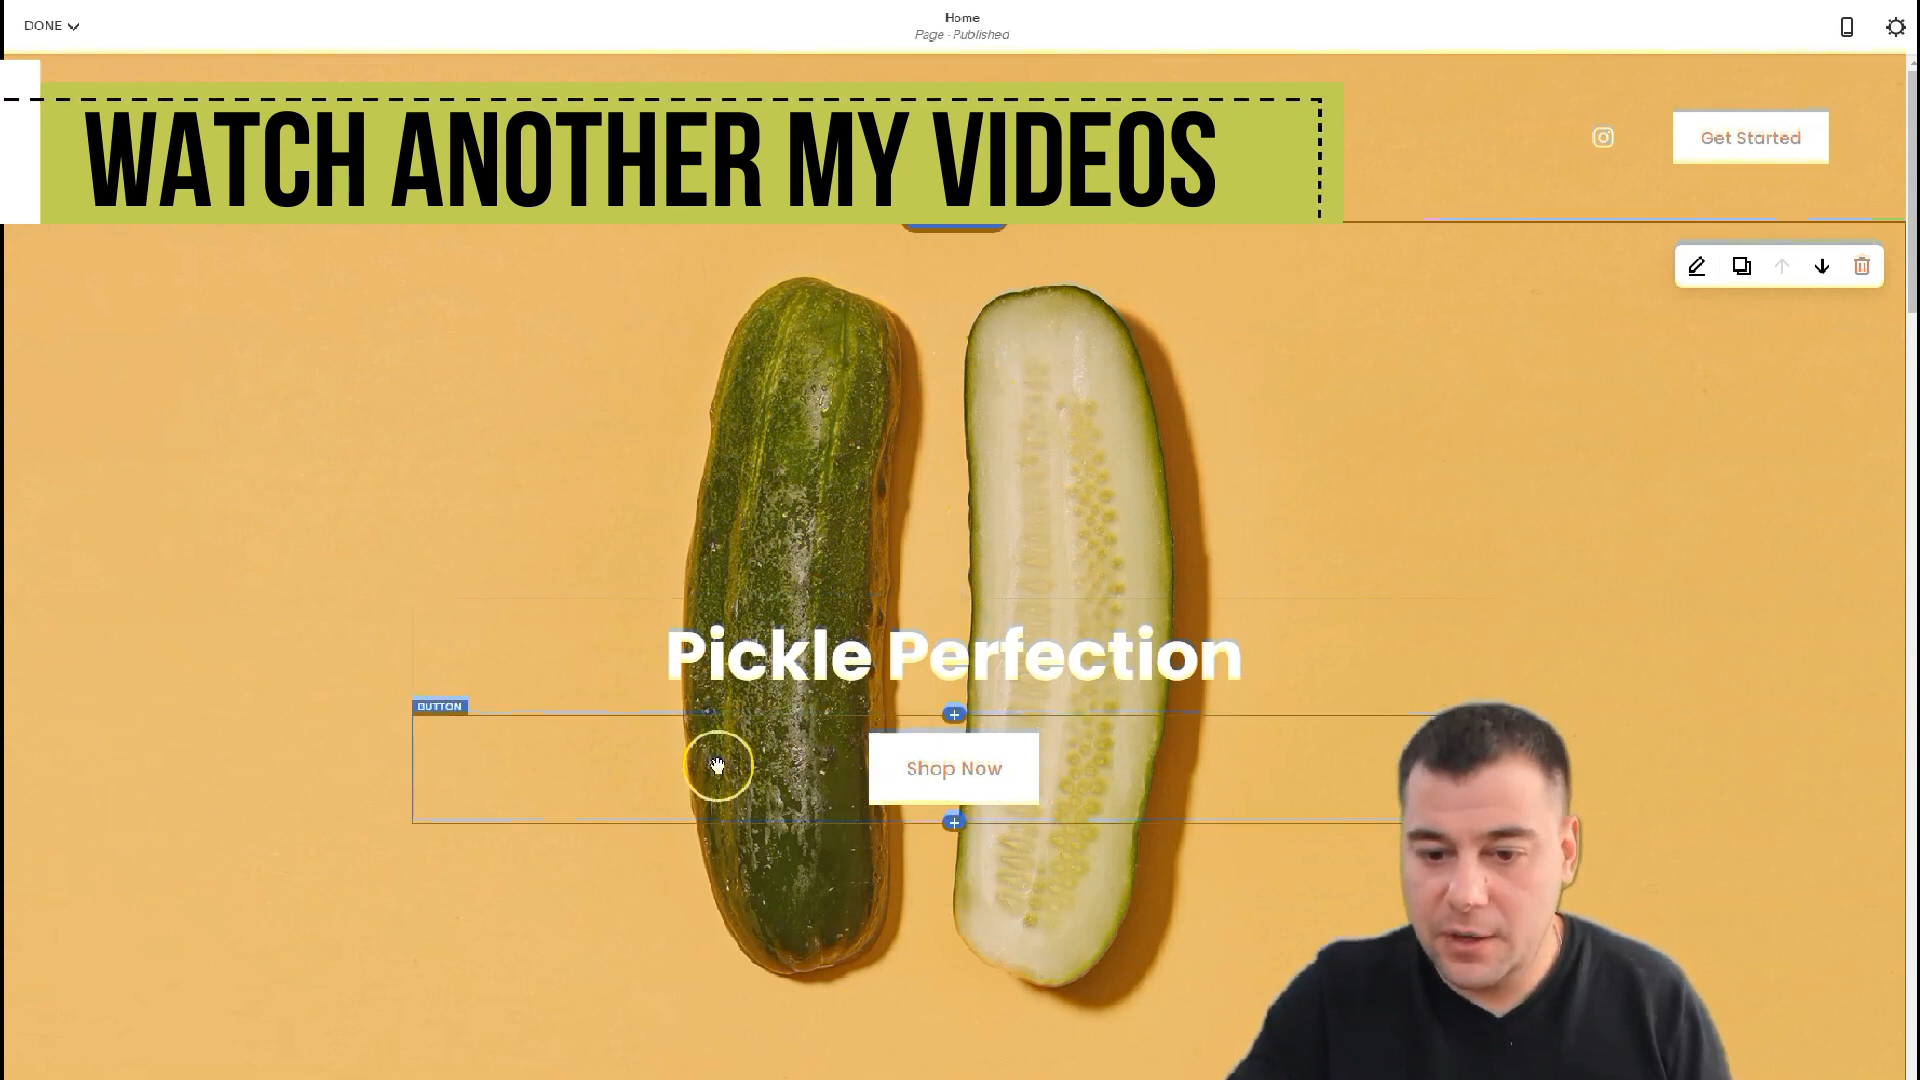 DONE
Home
Page · Published
WATCH ANOTHER MY VIDEOS
Get Started
Pickle Perfection
BUTTON
Shop Now